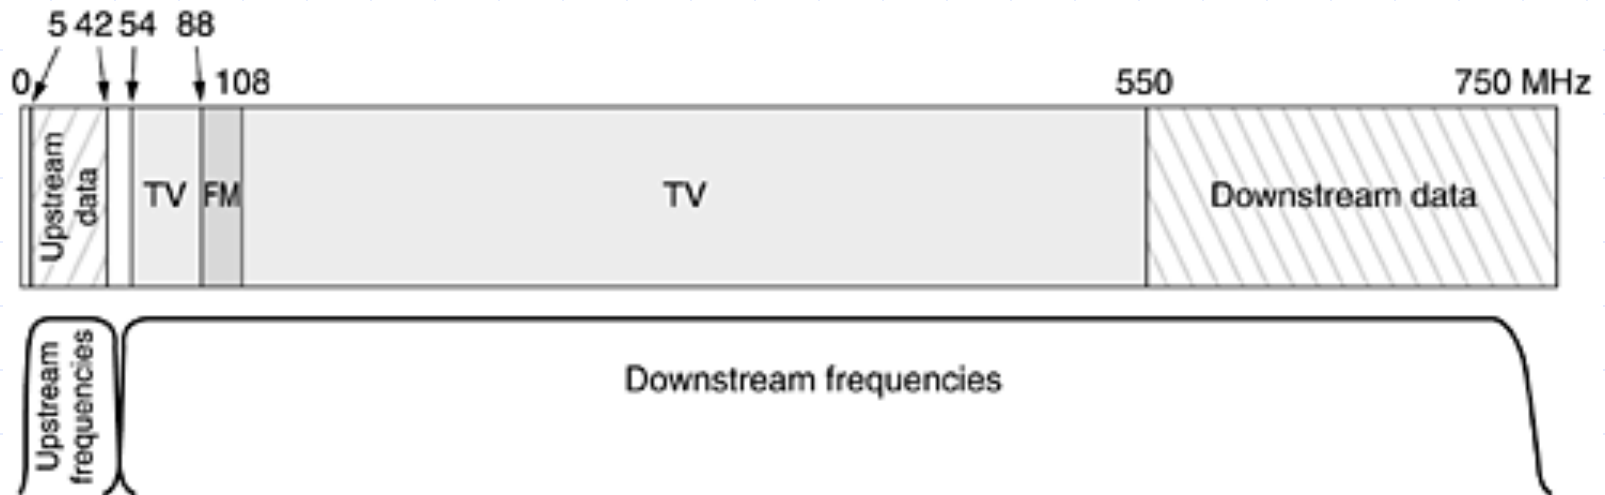 5 42 54 88
0 108 550 750 MHz
Upstream
data
TV
FM
TV
Downstream data
Upstream
frequencies
Downstream frequencies